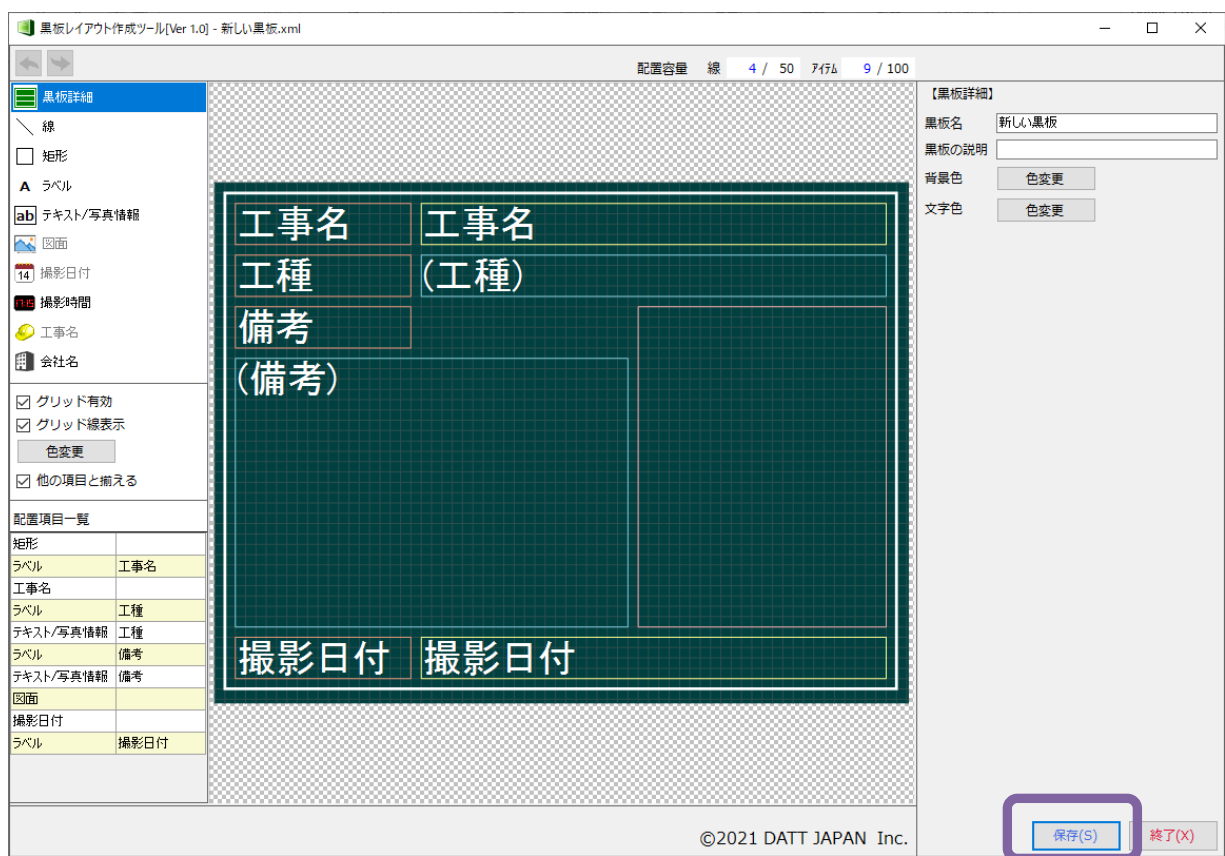 黒板レイアウト作成ツール[Ver 1.0] - 新しい黒板.xml
配置容量 線 4 / 50 ｱｲﾃﾑ 9 / 100
黒板詳細
線
矩形
A ラベル
ab テキスト/写真情報
図面
14 撮影日付
17:15 撮影時間
工事名
会社名
グリッド有効
グリッド線表示
色変更
他の項目と揃える
配置項目一覧
矩形
ラベル 工事名
工事名
ラベル 工種
テキスト/写真情報 工種
ラベル 備考
テキスト/写真情報 備考
図面
撮影日付
ラベル 撮影日付
工事名 工事名
工種 (工種)
備考
(備考)
撮影日付 撮影日付
©2021 DATT JAPAN Inc.
【黒板詳細】
黒板名 新しい黒板
黒板の説明
背景色 色変更
文字色 色変更
保存(S) 終了(X)